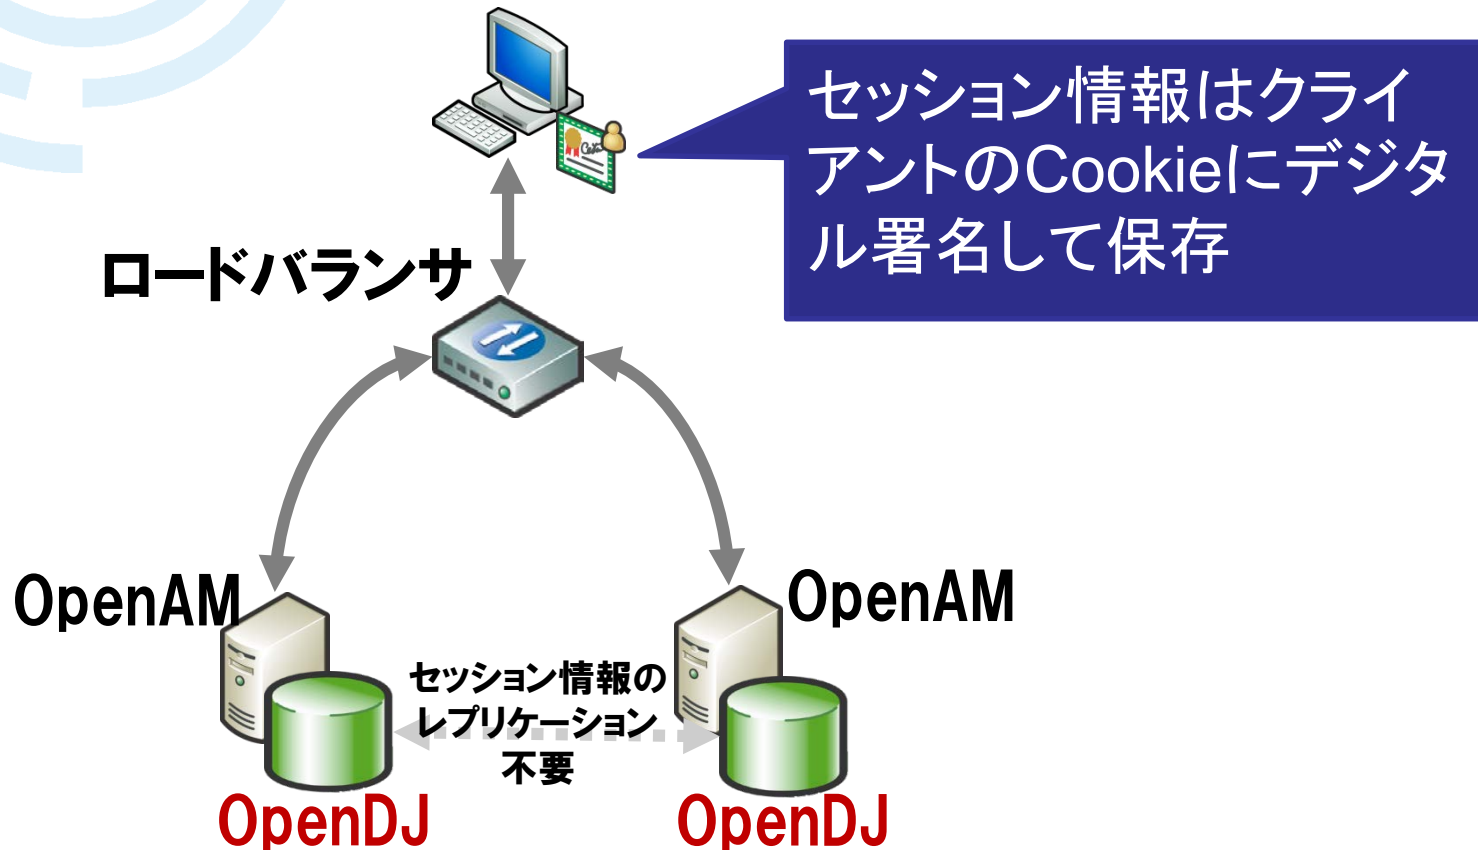 セッション情報はクライ
アントのCookieにデジタ
ル署名して保存
ロードバランサ
OpenAM
OpenAM
セッション情報の
レプリケーション
不要
OpenDJ
OpenDJ